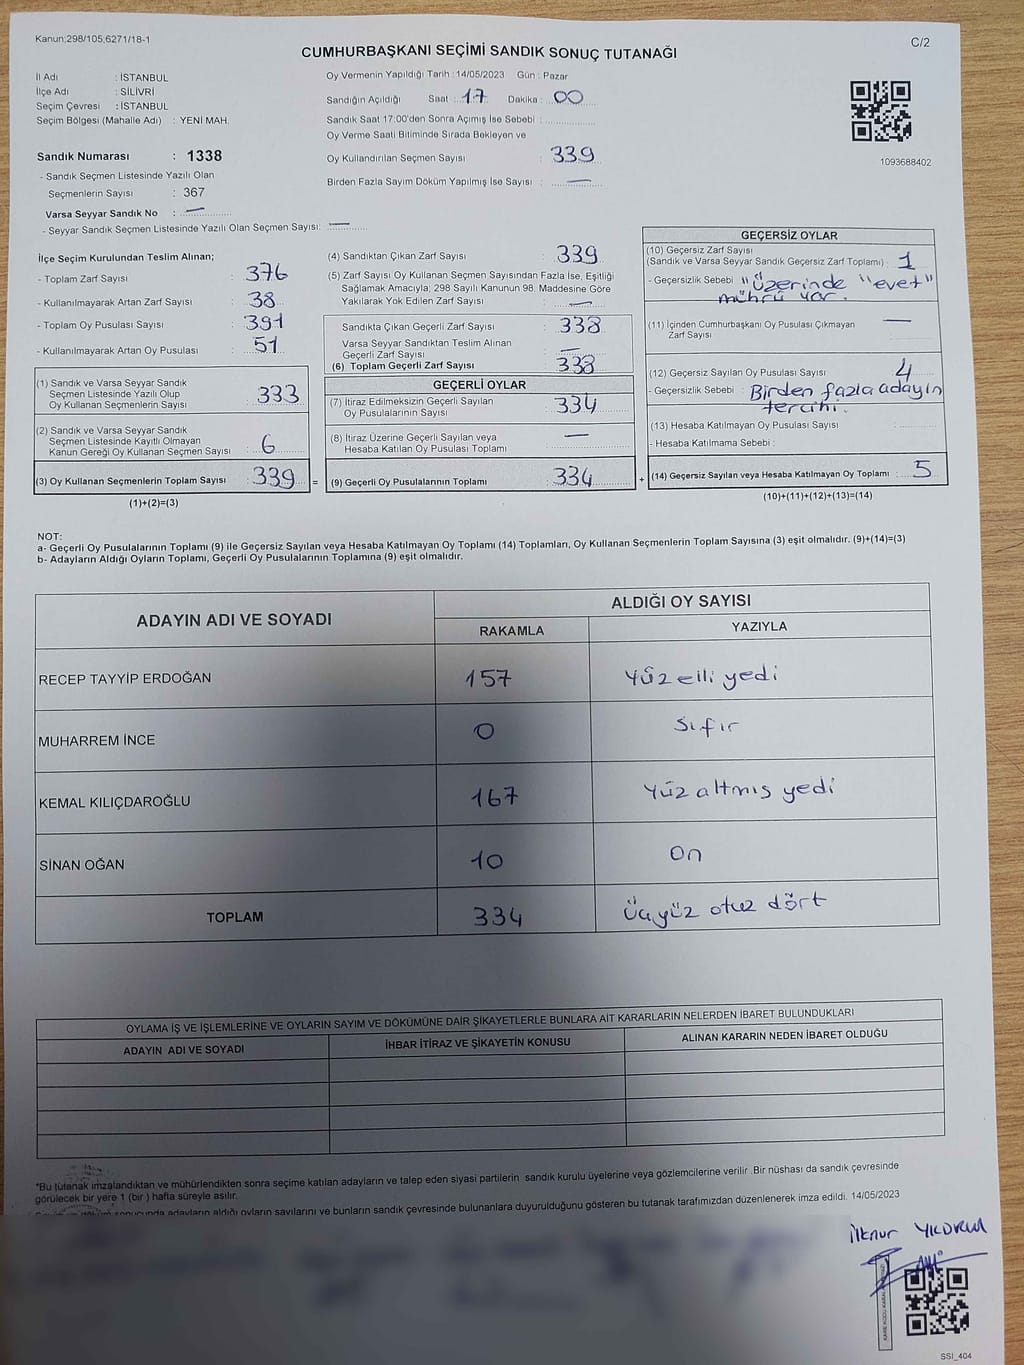 Kanun;298/105;6271/18-1
C/2
CUMHURBAŞKANI SEÇİMİ SANDIK SONUÇ TUTANAĞI
İl Adı : İSTANBUL
İlçe Adı : SİLİVRİ
Seçim Çevresi : İSTANBUL
Seçim Bölgesi (Mahalle Adı) : YENİ MAH.
Sandık Numarası : 1338
- Sandık Seçmen Listesinde Yazılı Olan
Seçmenlerin Sayısı : 367
Varsa Seyyar Sandık No : —
- Seyyar Sandık Seçmen Listesinde Yazılı Olan Seçmen Sayısı: —
Oy Vermenin Yapıldığı Tarih :14/05/2023 Gün : Pazar
Sandığın Açıldığı Saat : 17 Dakika : 00
Sandık Saat 17:00'den Sonra Açımış İse Sebebi :
Oy Verme Saati Bitiminde Sırada Bekleyen ve
Oy Kullandırılan Seçmen Sayısı : 339
Birden Fazla Sayım Döküm Yapılmış İse Sayısı : —
1093688402
İlçe Seçim Kurulundan Teslim Alınan;
- Toplam Zarf Sayısı : 376
- Kullanılmayarak Artan Zarf Sayısı : 38
- Toplam Oy Pusulası Sayısı : 391
- Kullanılmayarak Artan Oy Pusulası : 51
(1) Sandık ve Varsa Seyyar Sandık
Seçmen Listesinde Yazılı Olup
Oy Kullanan Seçmenlerin Sayısı : 333
(2) Sandık ve Varsa Seyyar Sandık
Seçmen Listesinde Kayıtlı Olmayan
Kanun Gereği Oy Kullanan Seçmen Sayısı : 6
(3) Oy Kullanan Seçmenlerin Toplam Sayısı : 339 =
(1)+(2)=(3)
(4) Sandıktan Çıkan Zarf Sayısı : 339
(5) Zarf Sayısı Oy Kullanan Seçmen Sayısından Fazla İse, Eşitliği
Sağlamak Amacıyla; 298 Sayılı Kanunun 98. Maddesine Göre
Yakılarak Yok Edilen Zarf Sayısı : —
Sandıkta Çıkan Geçerli Zarf Sayısı : 338
Varsa Seyyar Sandıktan Teslim Alınan
Geçerli Zarf Sayısı : —
(6) Toplam Geçerli Zarf Sayısı : 338
GEÇERLİ OYLAR
(7) İtiraz Edilmeksizin Geçerli Sayılan
Oy Pusulalarının Sayısı : 334
(8) İtiraz Üzerine Geçerli Sayılan veya
Hesaba Katılan Oy Pusulası Toplamı : —
(9) Geçerli Oy Pusulalarının Toplamı : 334 +
GEÇERSİZ OYLAR
(10) Geçersiz Zarf Sayısı
(Sandık ve Varsa Seyyar Sandık Geçersiz Zarf Toplamı) : 1
- Geçersizlik Sebebi : "Üzerinde "evet"
mührü var.
(11) İçinden Cumhurbaşkanı Oy Pusulası Çıkmayan
Zarf Sayısı : —
(12) Geçersiz Sayılan Oy Pusulası Sayısı : 4
- Geçersizlik Sebebi : Birden fazla adayın
tercihi.
(13) Hesaba Katılmayan Oy Pusulası Sayısı :
- Hesaba Katılmama Sebebi :
(14) Geçersiz Sayılan veya Hesaba Katılmayan Oy Toplamı : 5
(10)+(11)+(12)+(13)=(14)
NOT:
a- Geçerli Oy Pusulalarının Toplamı (9) ile Geçersiz Sayılan veya Hesaba Katılmayan Oy Toplamı (14) Toplamları, Oy Kullanan Seçmenlerin Toplam Sayısına (3) eşit olmalıdır. (9)+(14)=(3)
b- Adayların Aldığı Oyların Toplamı, Geçerli Oy Pusulalarının Toplamına (9) eşit olmalıdır.
ADAYIN ADI VE SOYADI ALDIĞI OY SAYISI
RAKAMLA YAZIYLA
RECEP TAYYİP ERDOĞAN 157 Yüz elli yedi
MUHARREM İNCE 0 Sıfır
KEMAL KILIÇDAROĞLU 167 Yüz altmış yedi
SİNAN OĞAN 10 On
TOPLAM 334 Üçyüz otuz dört
OYLAMA İŞ VE İŞLEMLERİNE VE OYLARIN SAYIM VE DÖKÜMÜNE DAİR ŞİKAYETLERLE BUNLARA AİT KARARLARIN NELERDEN İBARET BULUNDUKLARI
ADAYIN ADI VE SOYADI İHBAR İTİRAZ VE ŞİKAYETİN KONUSU ALINAN KARARIN NEDEN İBARET OLDUĞU
*Bu tutanak imzalandıktan ve mühürlendikten sonra seçime katılan adayların ve talep eden siyasi partilerin sandık kurulu üyelerine veya gözlemcilerine verilir .Bir nüshası da sandık çevresinde
görülecek bir yere 1 (bir ) hafta süreyle asılır.
sonucunda adayların aldığı oyların sayılarını ve bunların sandık çevresinde bulunanlara duyurulduğunu gösteren bu tutanak tarafımızdan düzenlenerek imza edildi. 14/05/2023
İlknur YILDIRIM
SSI_404